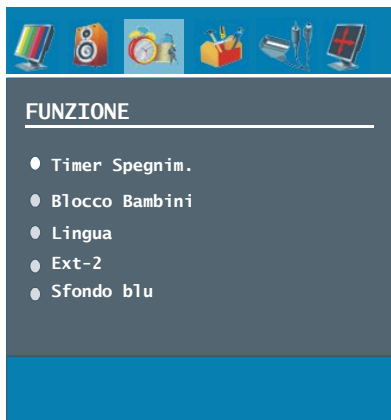 FUNZIONE
Timer Spegnim.
Blocco Bambini
Lingua
Ext-2
Sfondo blu